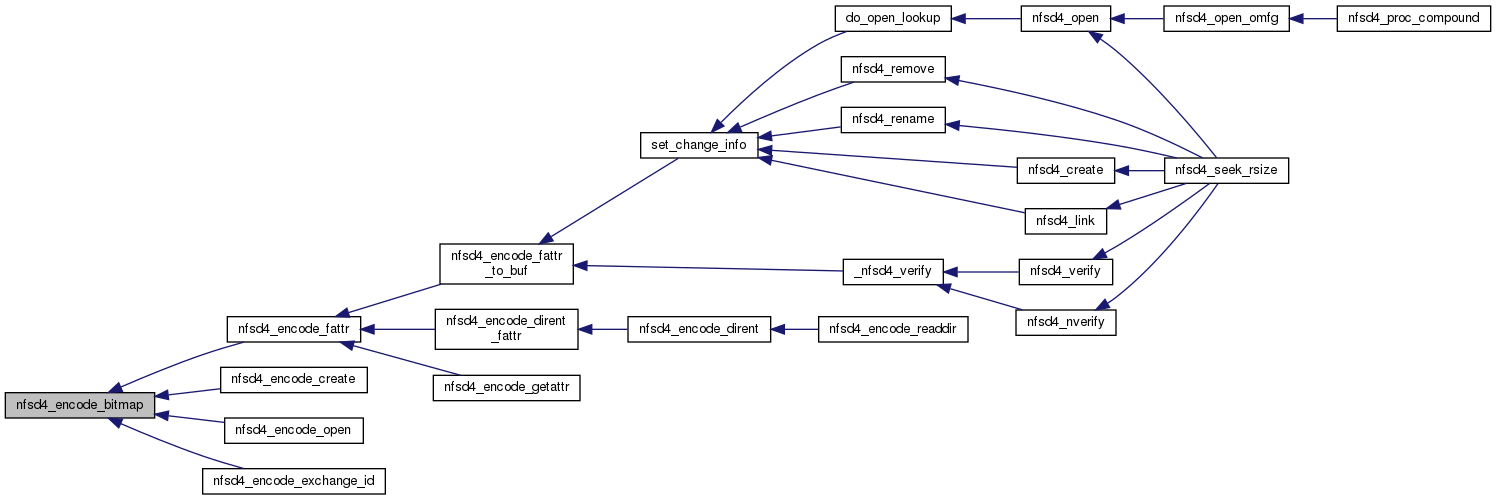 do_open_lookup
nfsd4_open
nfsd4_open_omfg
nfsd4_proc_compound
nfsd4_remove
nfsd4_rename
set_change_info
nfsd4_create
nfsd4_seek_rsize
nfsd4_link
nfsd4_encode_fattr
_to_buf
_nfsd4_verify
nfsd4_verify
nfsd4_encode_fattr
nfsd4_encode_dirent
_fattr
nfsd4_encode_dirent
nfsd4_encode_readdir
nfsd4_nverify
nfsd4_encode_create
nfsd4_encode_getattr
nfsd4_encode_bitmap
nfsd4_encode_open
nfsd4_encode_exchange_id